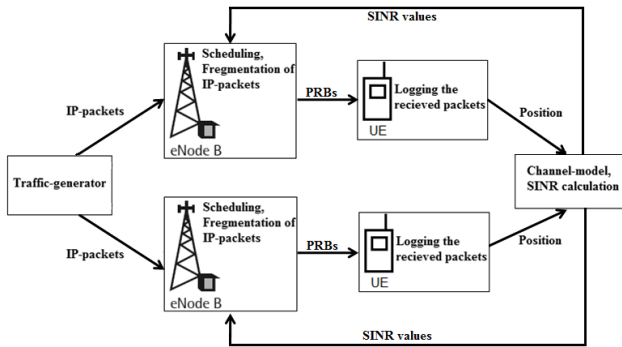 SINR values
Scheduling,
Fregmentation of
IP-packets
eNode B
IP-packets
PRBs
Logging the
recieved packets
UE
Position
Traffic-generator
Channel-model,
SINR calculation
IP-packets
Scheduling,
Fregmentation of
IP-packets
eNode B
PRBs
Logging the
recieved packets
UE
Position
SINR values